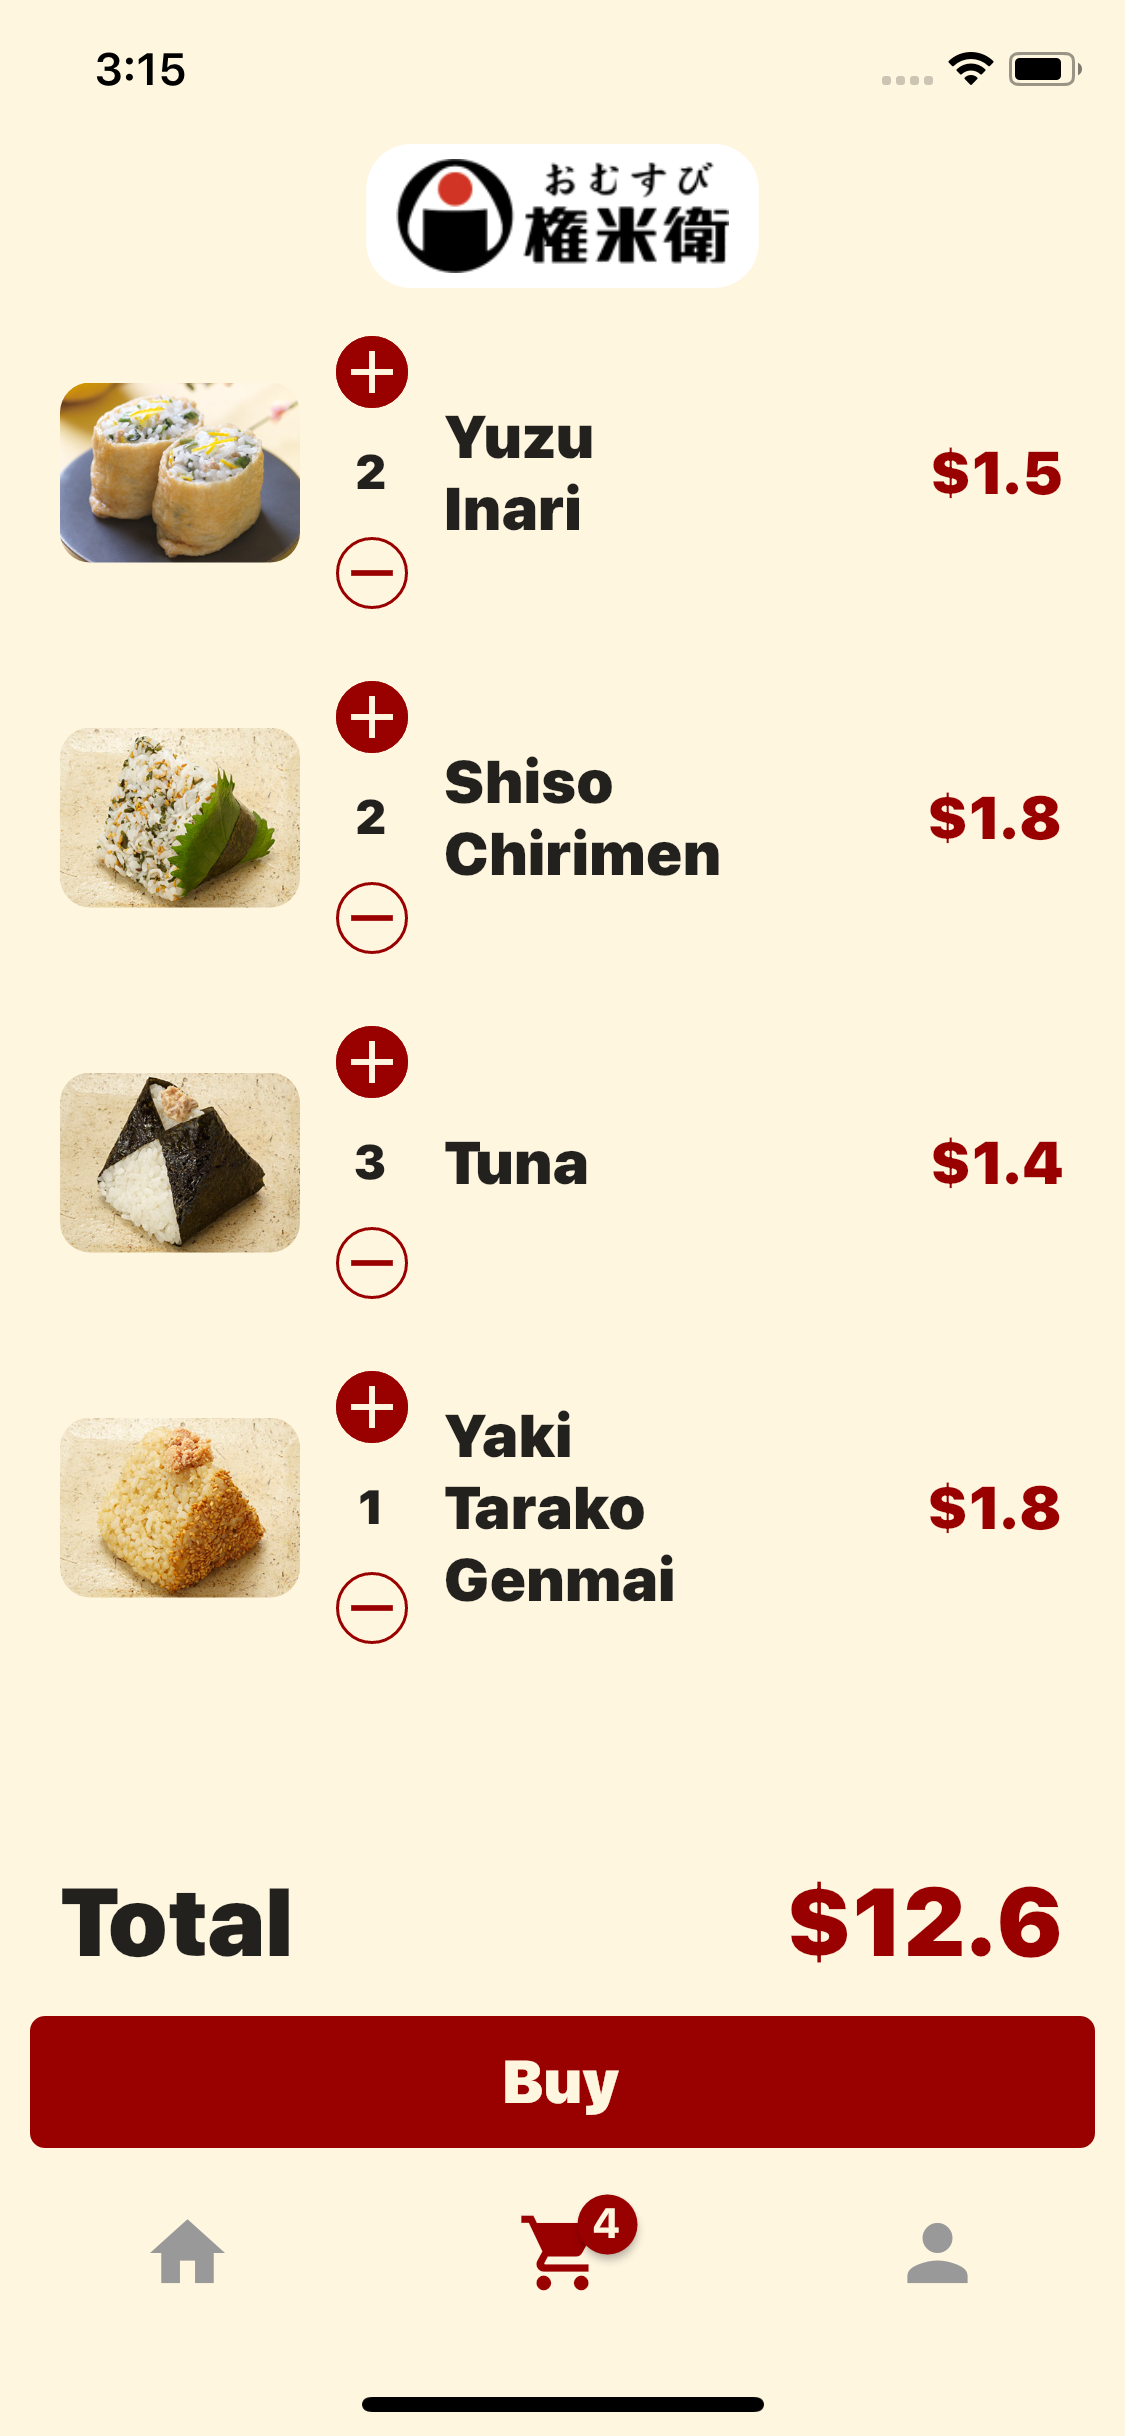 3:15
おむすび
権米衛
2
Yuzu
Inari
$1.5
2
Shiso
Chirimen
$1.8
3
Tuna
$1.4
1
Yaki
Tarako
Genmai
$1.8
Total
$12.6
Buy
4